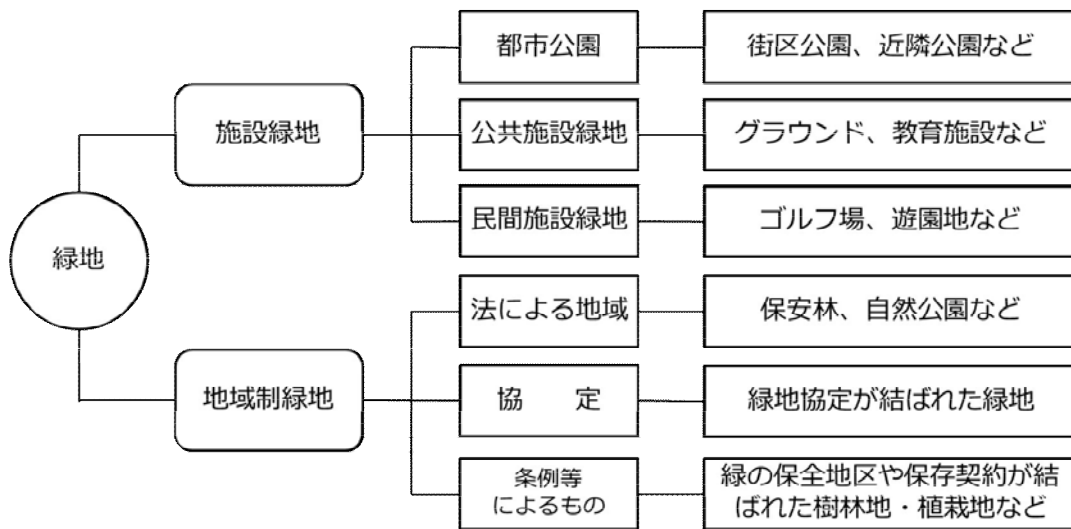 都市公園
街区公園、近隣公園など
施設緑地
公共施設緑地
グラウンド、教育施設など
民間施設緑地
ゴルフ場、遊園地など
緑地
法による地域
保安林、自然公園など
地域制緑地
協　　定
緑地協定が結ばれた緑地
条例等
によるもの
緑の保全地区や保存契約が結
ばれた樹林地・植栽地など